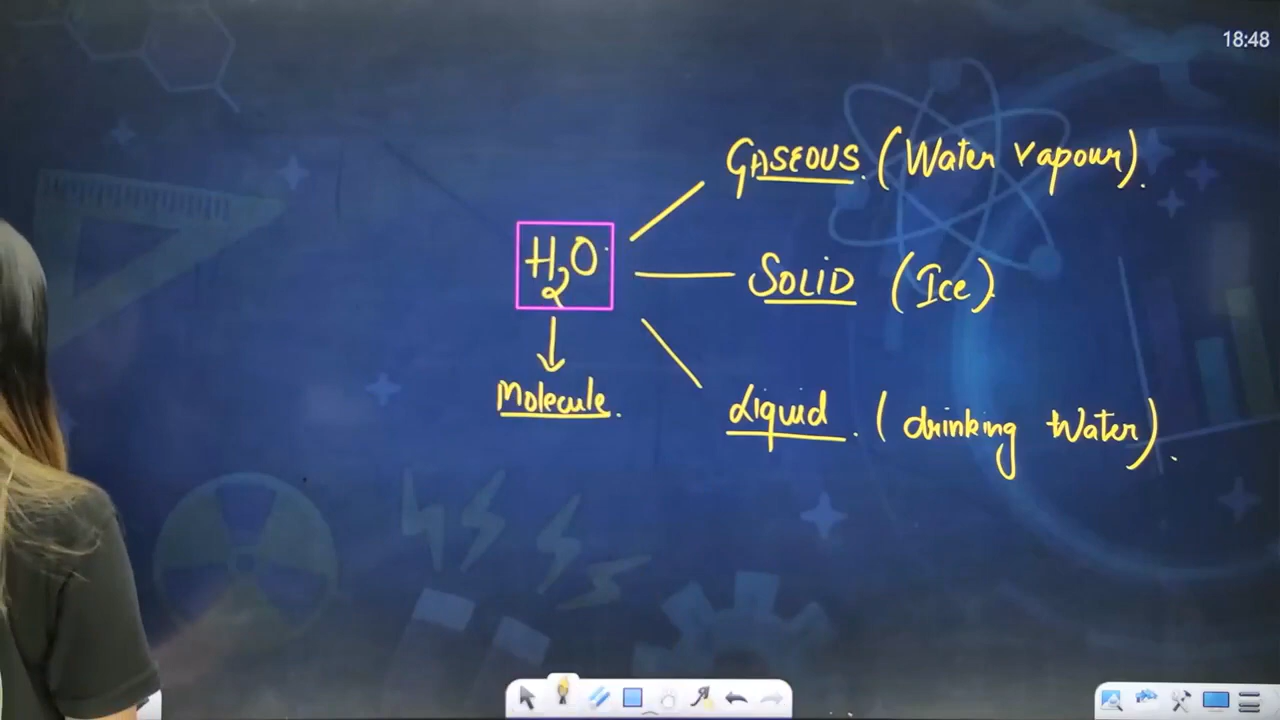 18:48
GASEOUS. (Water vapour).
H₂O
SOLID (Ice)
Molecule.
Liquid. (drinking Water).